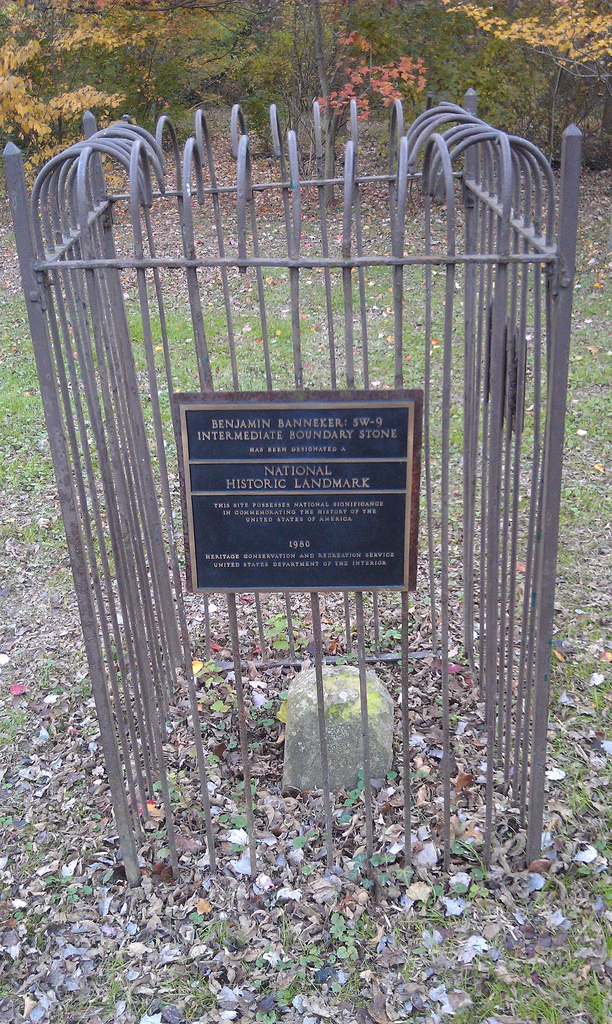 BENJAMIN BANNEKER: SW-9
INTERMEDIATE BOUNDARY STONE
HAS BEEN DESIGNATED A
NATIONAL
HISTORIC LANDMARK
THIS SITE POSSESSES NATIONAL SIGNIFICANCE
IN COMMEMORATING THE HISTORY OF THE
UNITED STATES OF AMERICA
1980
HERITAGE CONSERVATION AND RECREATION SERVICE
UNITED STATES DEPARTMENT OF THE INTERIOR